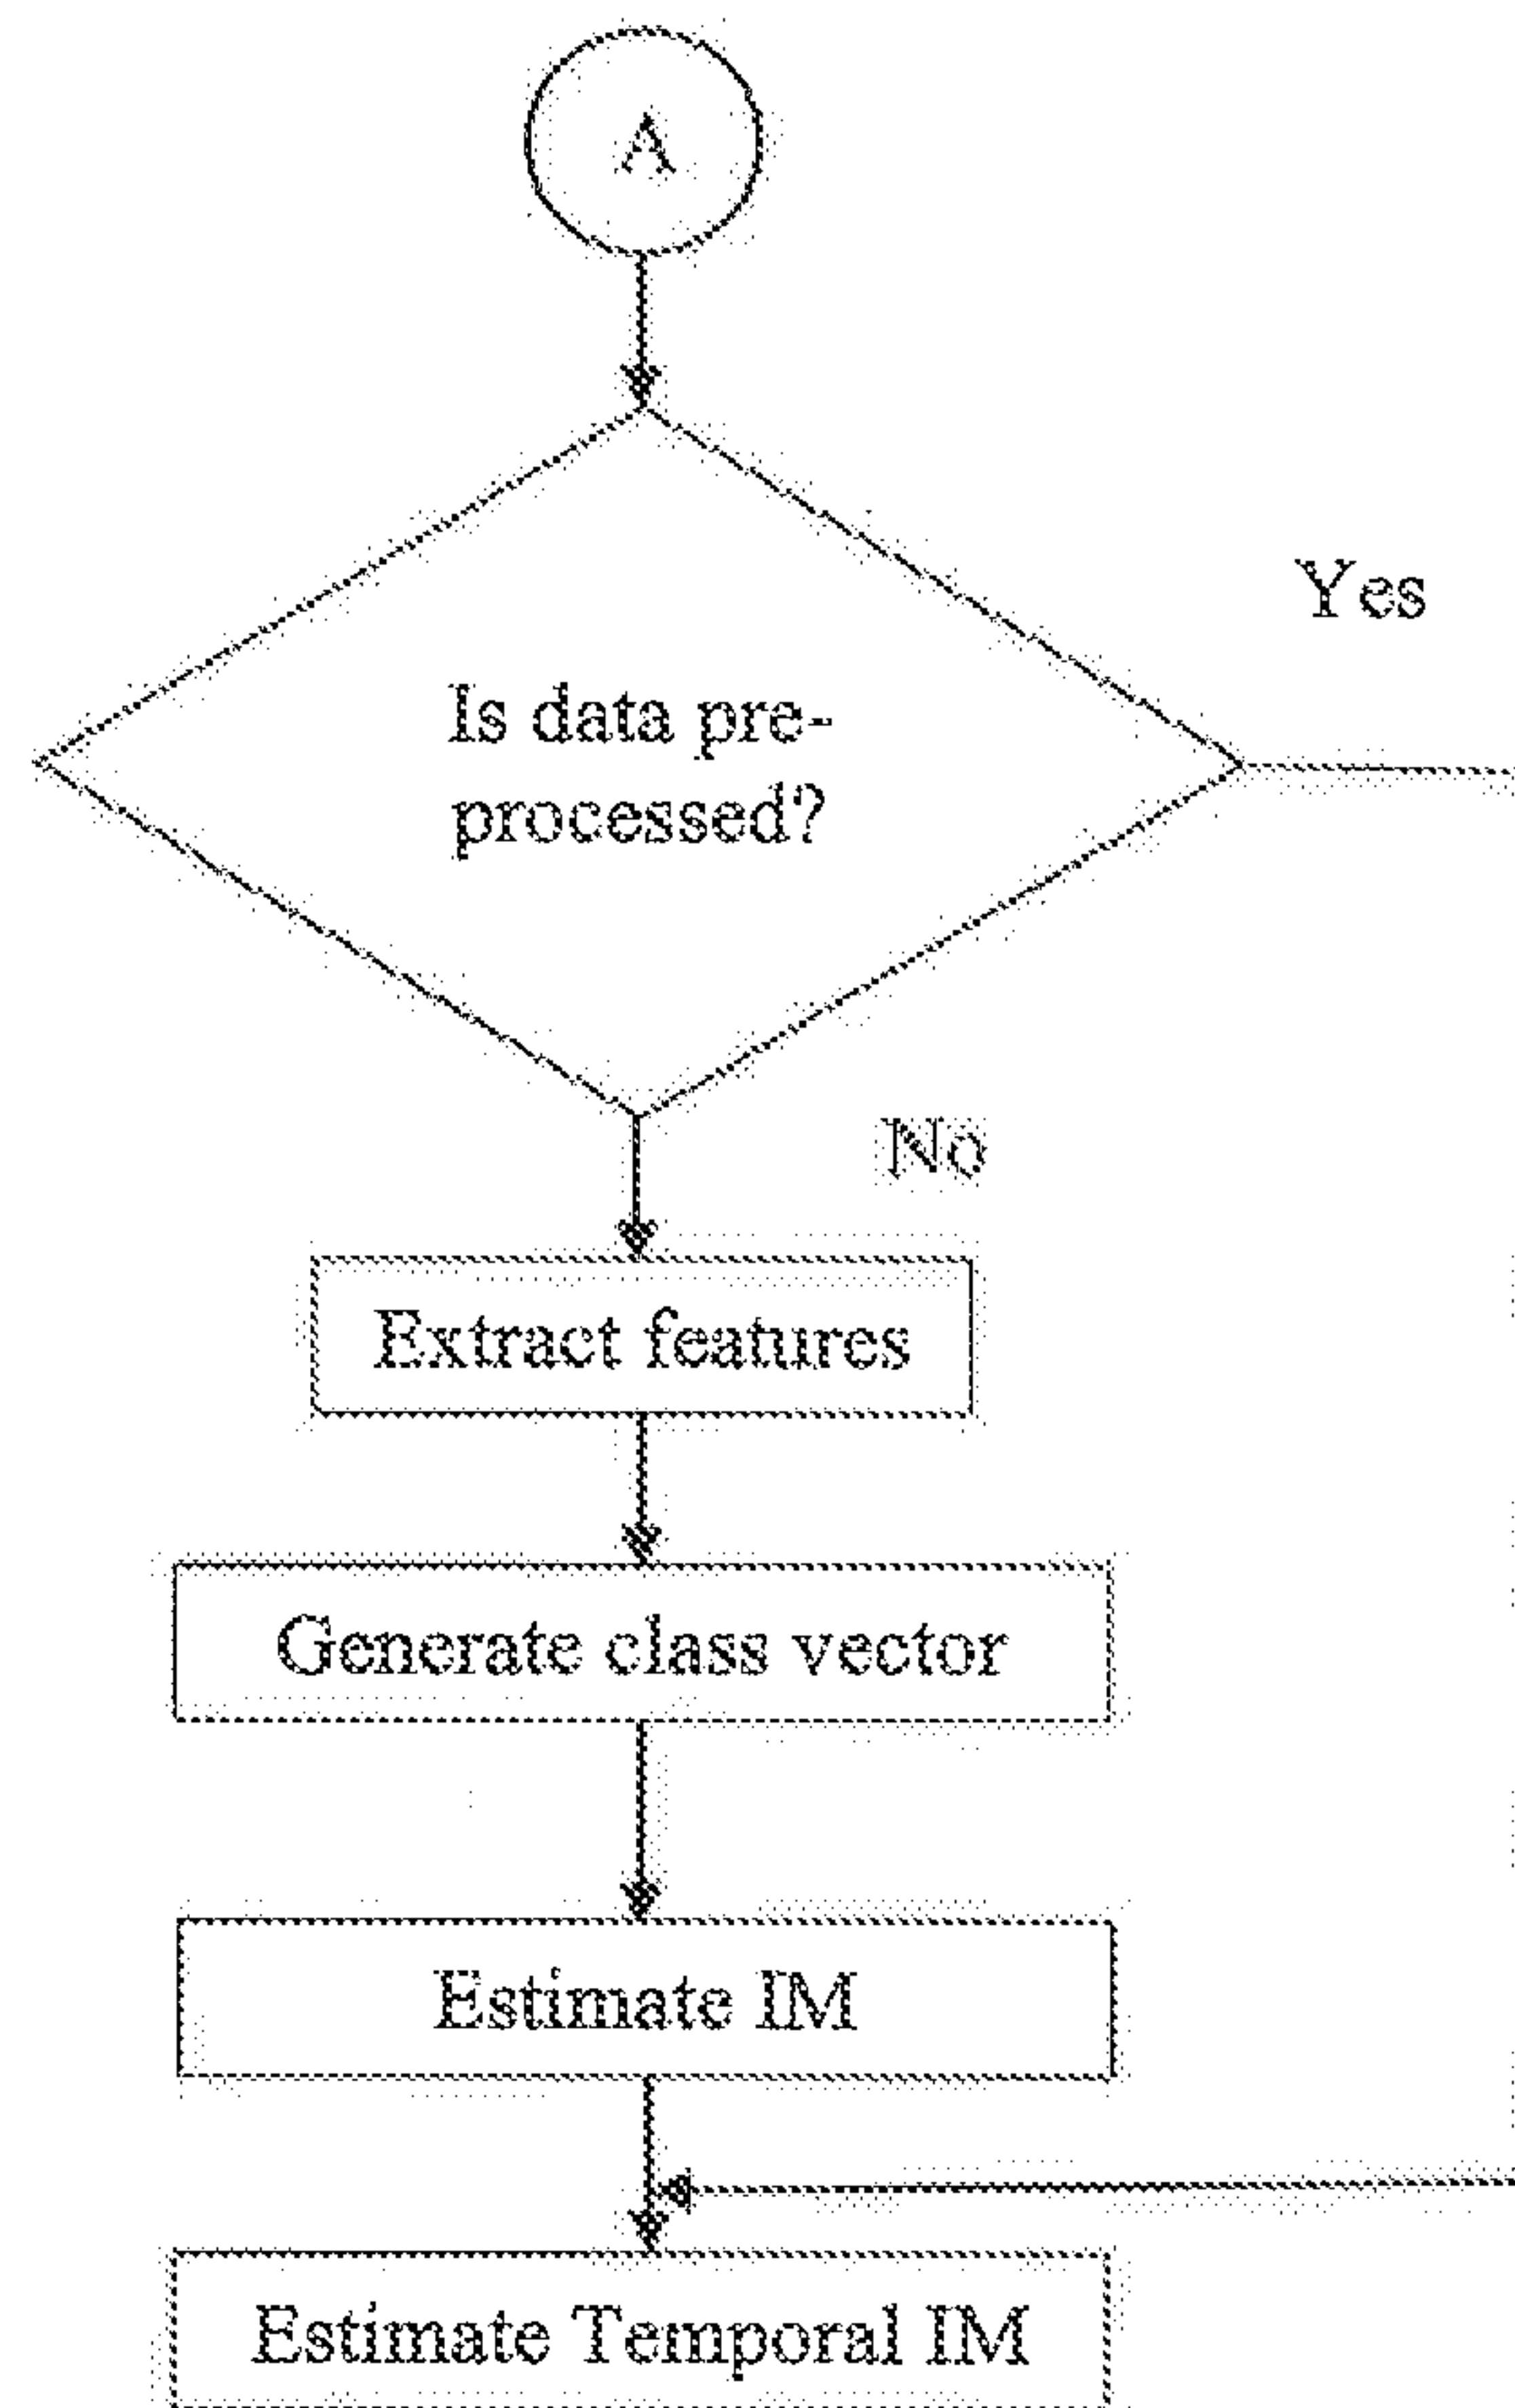 A
Yes
Is data pre-
processed?
No
Extract features
Generate class vector
Estimate IM
Estimate Temporal IM